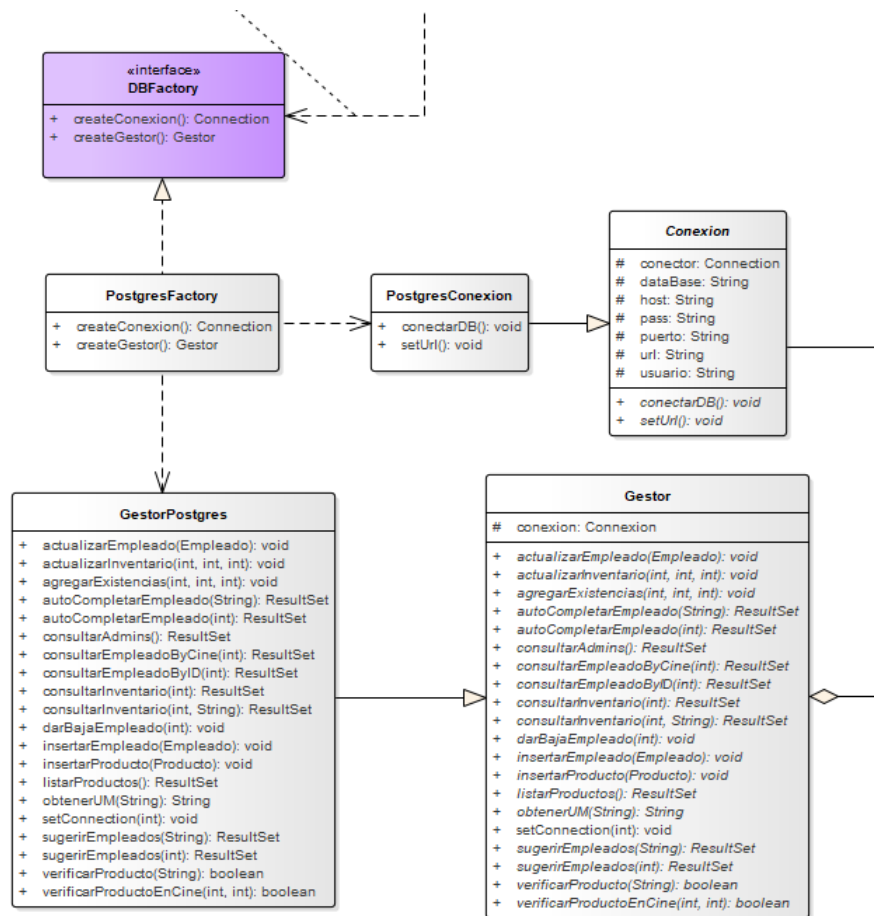 «interface»
DBFactory
+ createConexion(): Connection
+ createGestor(): Gestor
PostgresFactory
+ createConexion(): Connection
+ createGestor(): Gestor
PostgresConexion
+ conectarDB(): void
+ setUrl(): void
Conexion
# conector: Connection
# dataBase: String
# host: String
# pass: String
# puerto: String
# url: String
# usuario: String
+ conectarDB(): void
+ setUrl(): void
GestorPostgres
+ actualizarEmpleado(Empleado): void
+ actualizarInventario(int, int, int): void
+ agregarExistencias(int, int, int): void
+ autoCompletarEmpleado(String): ResultSet
+ autoCompletarEmpleado(int): ResultSet
+ consultarAdmins(): ResultSet
+ consultarEmpleadoByCine(int): ResultSet
+ consultarEmpleadoByID(int): ResultSet
+ consultarInventario(int): ResultSet
+ consultarInventario(int, String): ResultSet
+ darBajaEmpleado(int): void
+ insertarEmpleado(Empleado): void
+ insertarProducto(Producto): void
+ listarProductos(): ResultSet
+ obtenerUM(String): String
+ setConnection(int): void
+ sugerirEmpleados(String): ResultSet
+ sugerirEmpleados(int): ResultSet
+ verificarProducto(String): boolean
+ verificarProductoEnCine(int, int): boolean
Gestor
# conexion: Connexion
+ actualizarEmpleado(Empleado): void
+ actualizarInventario(int, int, int): void
+ agregarExistencias(int, int, int): void
+ autoCompletarEmpleado(String): ResultSet
+ autoCompletarEmpleado(int): ResultSet
+ consultarAdmins(): ResultSet
+ consultarEmpleadoByCine(int): ResultSet
+ consultarEmpleadoByID(int): ResultSet
+ consultarInventario(int): ResultSet
+ consultarInventario(int, String): ResultSet
+ darBajaEmpleado(int): void
+ insertarEmpleado(Empleado): void
+ insertarProducto(Producto): void
+ listarProductos(): ResultSet
+ obtenerUM(String): String
+ setConnection(int): void
+ sugerirEmpleados(String): ResultSet
+ sugerirEmpleados(int): ResultSet
+ verificarProducto(String): boolean
+ verificarProductoEnCine(int, int): boolean